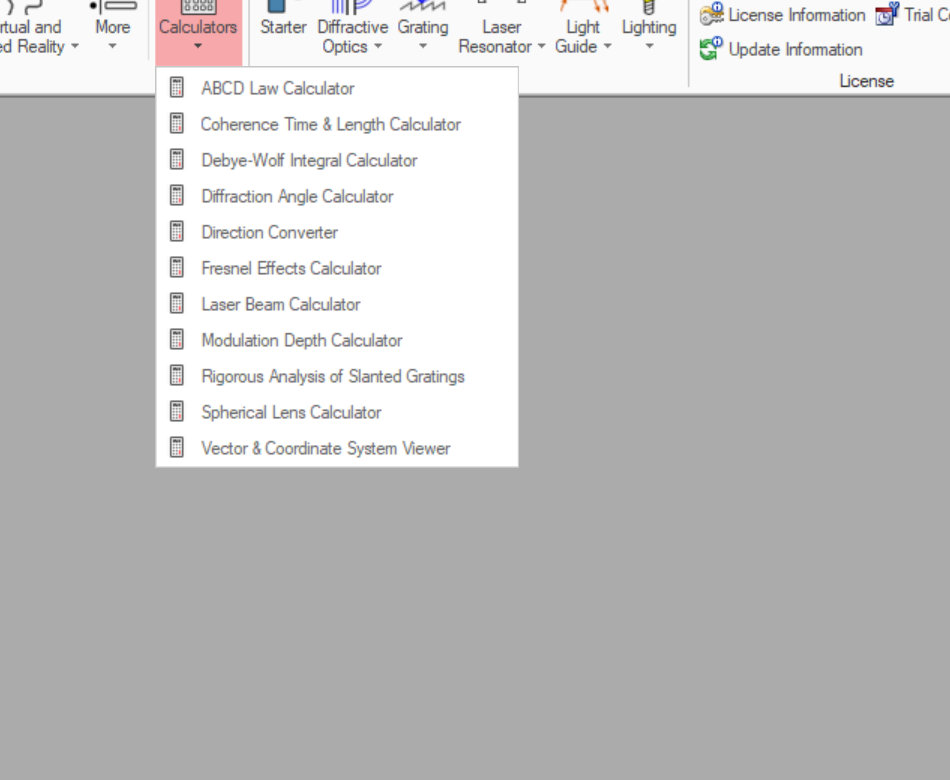 rtual and
ed Reality
More
Calculators
Starter
Diffractive
Optics
Grating
Laser
Resonator
Light
Guide
Lighting
License Information
Trial C
Update Information
License
ABCD Law Calculator
Coherence Time & Length Calculator
Debye-Wolf Integral Calculator
Diffraction Angle Calculator
Direction Converter
Fresnel Effects Calculator
Laser Beam Calculator
Modulation Depth Calculator
Rigorous Analysis of Slanted Gratings
Spherical Lens Calculator
Vector & Coordinate System Viewer